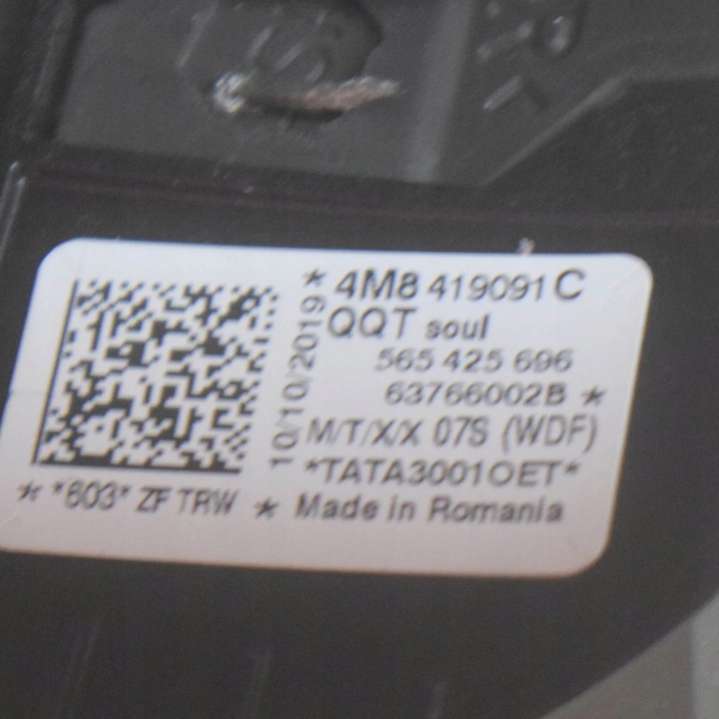 * 4M8 419091 C
QQT soul
565 425 696
63766002B *
M/T/X/X 07S (WDF)
*TATA3001OET*
* *603* ZF TRW * Made in Romania
10/10/2019